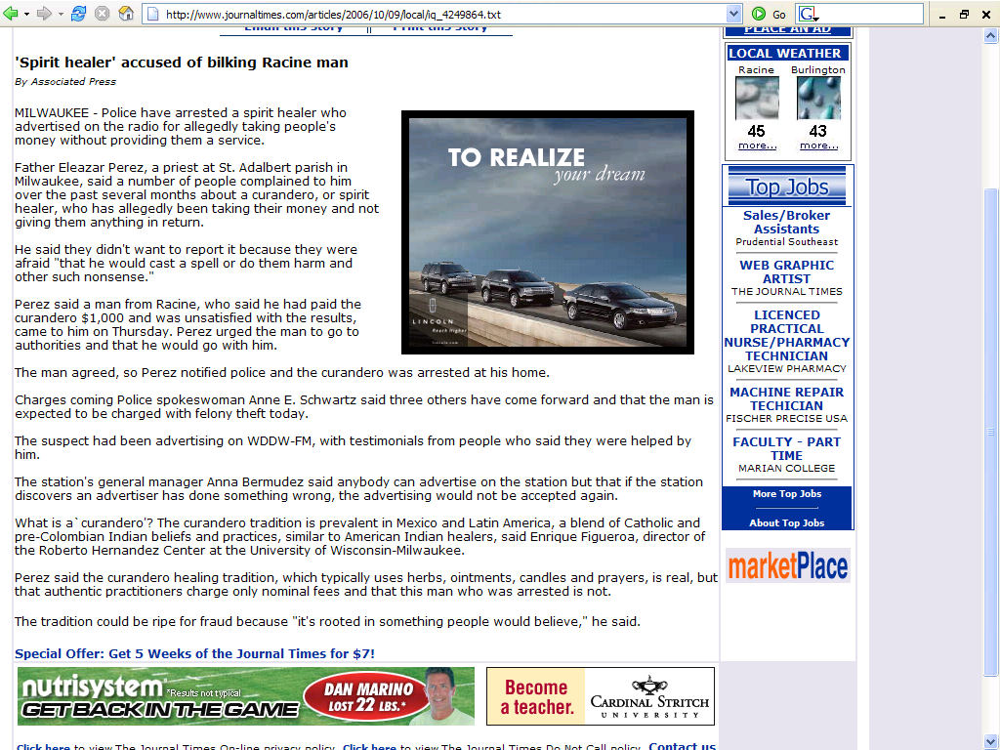 http://www.journaltimes.com/articles/2006/10/09/local/iq_4249864.txt
Go
G
Email this story || Print this story
'Spirit healer' accused of bilking Racine man
By Associated Press
MILWAUKEE - Police have arrested a spirit healer who
advertised on the radio for allegedly taking people's
money without providing them a service.
Father Eleazar Perez, a priest at St. Adalbert parish in
Milwaukee, said a number of people complained to him
over the past several months about a curandero, or spirit
healer, who has allegedly been taking their money and not
giving them anything in return.
He said they didn't want to report it because they were
afraid "that he would cast a spell or do them harm and
other such nonsense."
Perez said a man from Racine, who said he had paid the
curandero $1,000 and was unsatisfied with the results,
came to him on Thursday. Perez urged the man to go to
authorities and that he would go with him.
The man agreed, so Perez notified police and the curandero was arrested at his home.
Charges coming Police spokeswoman Anne E. Schwartz said three others have come forward and that the man is
expected to be charged with felony theft today.
The suspect had been advertising on WDDW-FM, with testimonials from people who said they were helped by
him.
The station's general manager Anna Bermudez said anybody can advertise on the station but that if the station
discovers an advertiser has done something wrong, the advertising would not be accepted again.
What is a`curandero'? The curandero tradition is prevalent in Mexico and Latin America, a blend of Catholic and
pre-Colombian Indian beliefs and practices, similar to American Indian healers, said Enrique Figueroa, director of
the Roberto Hernandez Center at the University of Wisconsin-Milwaukee.
Perez said the curandero healing tradition, which typically uses herbs, ointments, candles and prayers, is real, but
that authentic practitioners charge only nominal fees and that this man who was arrested is not.
The tradition could be ripe for fraud because "it's rooted in something people would believe," he said.
Special Offer: Get 5 Weeks of the Journal Times for $7!
TO REALIZE
your dream
LINCOLN
Reach Higher
lincoln.com
PLACE AN AD
LOCAL WEATHER
Racine Burlington
45 43
more... more...
Top Jobs
Sales/Broker
Assistants
Prudential Southeast
WEB GRAPHIC
ARTIST
THE JOURNAL TIMES
LICENCED
PRACTICAL
NURSE/PHARMACY
TECHNICIAN
LAKEVIEW PHARMACY
MACHINE REPAIR
TECHICIAN
FISCHER PRECISE USA
FACULTY - PART
TIME
MARIAN COLLEGE
More Top Jobs
About Top Jobs
marketPlace
nutrisystem *Results not typical
GET BACK IN THE GAME
DAN MARINO
LOST 22 LBS.*
Become
a teacher.
CARDINAL STRITCH
UNIVERSITY
Click here to view The Journal Times On-line privacy policy. Click here to view The Journal Times Do Not Call policy. Contact us